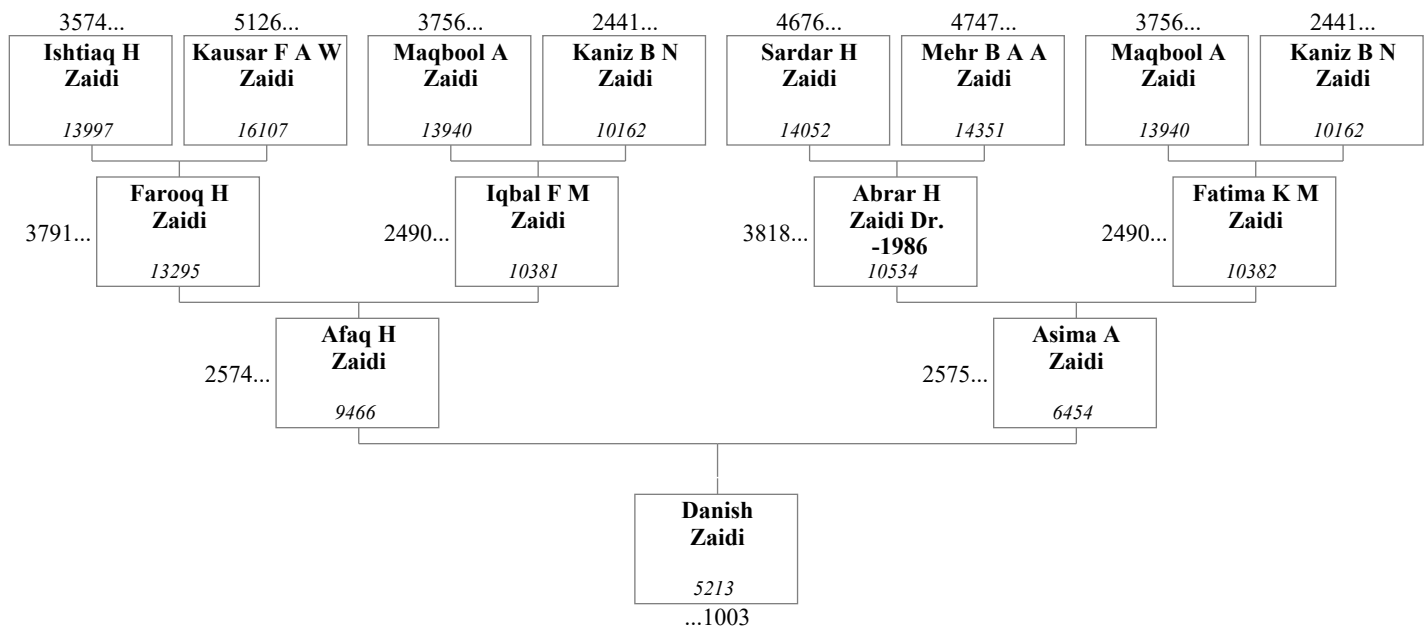 3574... 5126... 3756... 2441... 4676... 4747... 3756... 2441...
Ishtiaq H Kausar F A W Maqbool A Kaniz B N Sardar H Mehr B A A Maqbool A Kaniz B N
Zaidi Zaidi Zaidi Zaidi Zaidi Zaidi Zaidi Zaidi
13997 16107 13940 10162 14052 14351 13940 10162
Farooq H Iqbal F M Abrar H Fatima K M
Zaidi Zaidi Zaidi Dr. Zaidi
3791... 2490... 3818... -1986 2490...
13295 10381 10534 10382
Afaq H Asima A
Zaidi Zaidi
2574... 2575...
9466 6454
Danish
Zaidi
5213
...1003